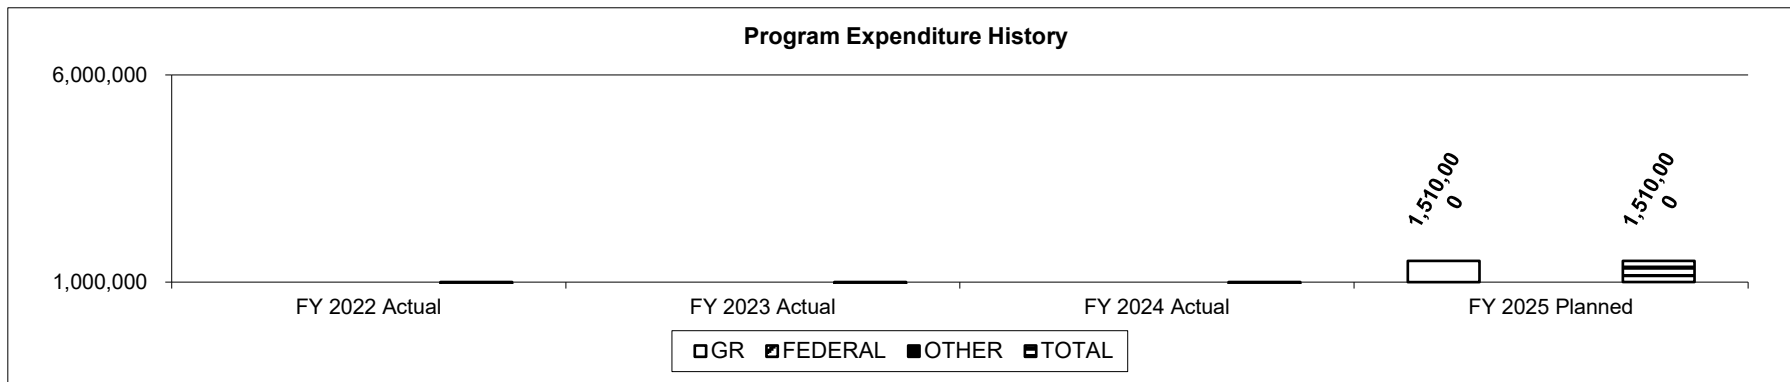 Program Expenditure History
6,000,000
1,510,00
0
1,510,00
0
1,000,000
FY 2022 Actual FY 2023 Actual FY 2024 Actual FY 2025 Planned
GR FEDERAL OTHER TOTAL